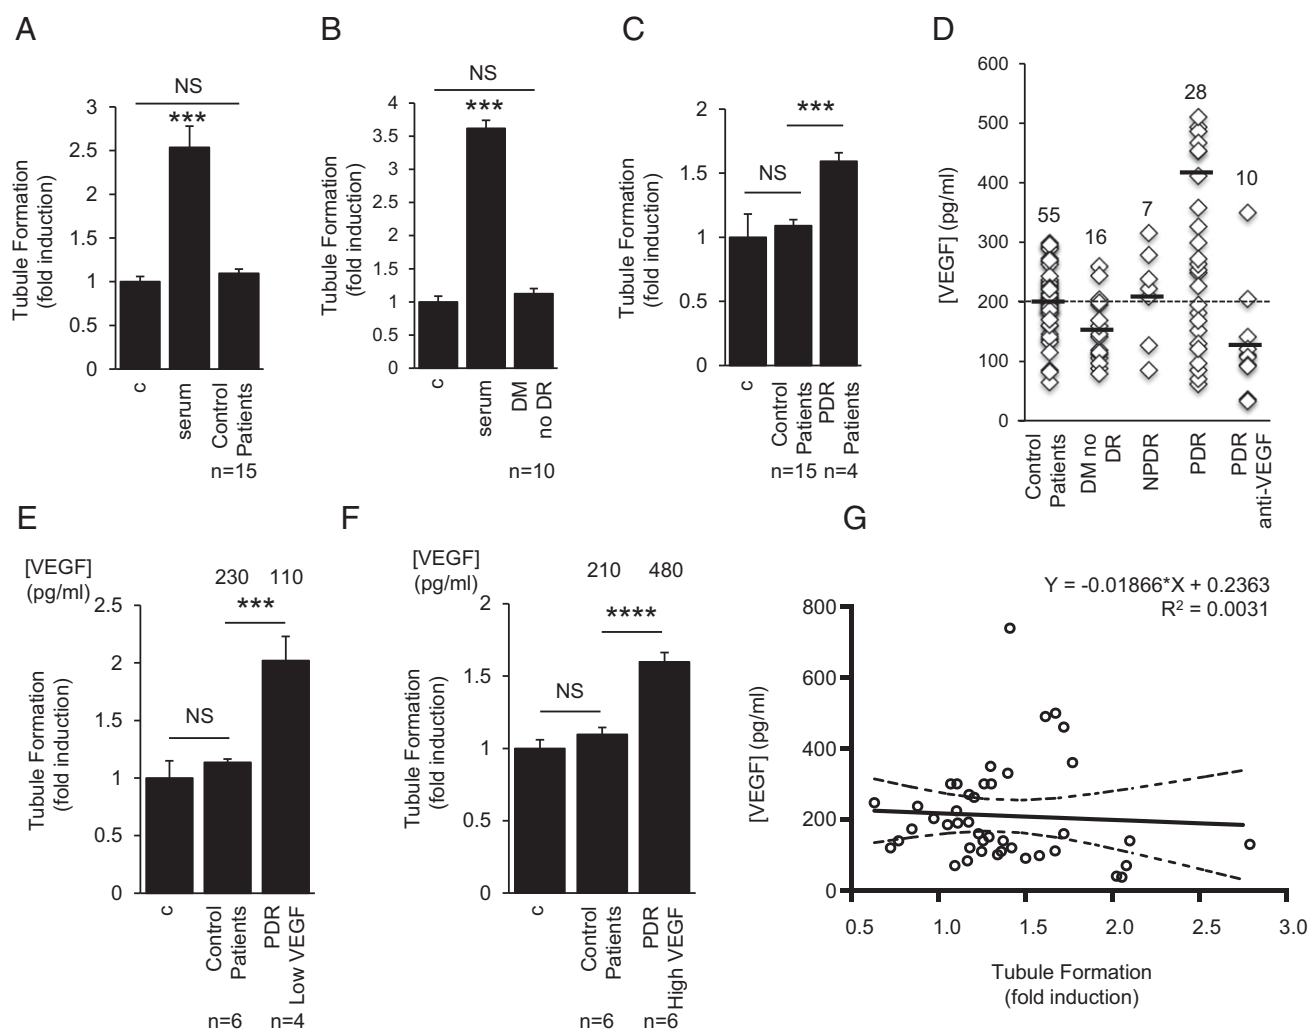 A
NS
***
3
2.5
2
1.5
1
0.5
0
Tubule Formation
(fold induction)
c
serum
Control
Patients
n=15
B
NS
***
4
3.5
3
2.5
2
1.5
1
0.5
0
Tubule Formation
(fold induction)
c
serum
DM
no DR
n=10
C
***
NS
2
1.5
1
0.5
0
Tubule Formation
(fold induction)
c
Control
Patients
PDR
Patients
n=15 n=4
D
600
500
400
300
200
100
0
[VEGF] (pg/ml)
55
16
7
28
10
Control
Patients
DM no
DR
NPDR
PDR
PDR
anti-VEGF
E
[VEGF]
(pg/ml)
230 110
***
NS
2.5
2
1.5
1
0.5
0
Tubule Formation
(fold induction)
c
Control
Patients
PDR
Low VEGF
n=6 n=4
F
[VEGF]
(pg/ml)
210 480
****
NS
2
1.5
1
0.5
0
Tubule Formation
(fold induction)
c
Control
Patients
PDR
High VEGF
n=6 n=6
G
Y = -0.01866*X + 0.2363
R² = 0.0031
800
600
400
200
0
[VEGF] (pg/ml)
0.5 1.0 1.5 2.0 2.5 3.0
Tubule Formation
(fold induction)